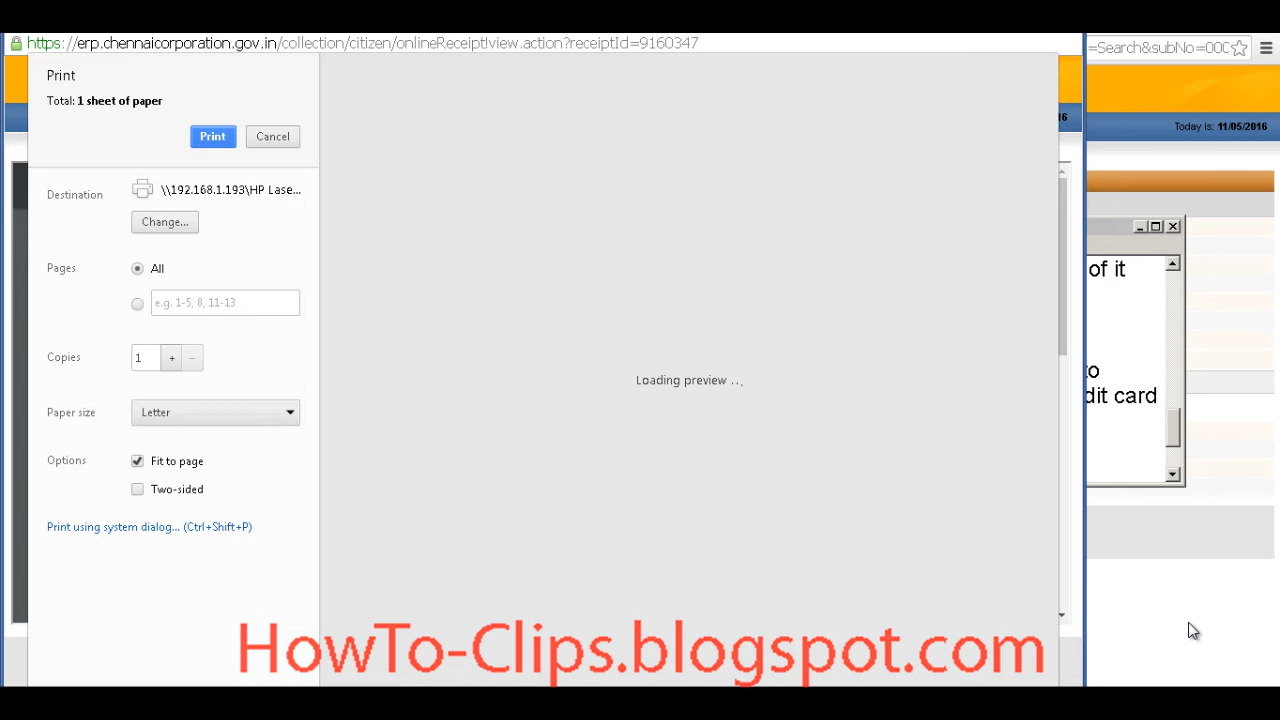 https://erp.chennaicorporation.gov.in/collection/citizen/onlineReceipt!view.action?receiptId=9160347
=Search&subNo=000
Print
Total: 1 sheet of paper
Print
Cancel
16
Today is: 11/05/2016
Destination
\\192.168.1.193\HP Lase...
Change...
Pages
All
e.g. 1-5, 8, 11-13
of it
Copies
1
+
−
to
dit card
Loading preview ...
Paper size
Letter
Options
Fit to page
Two-sided
Print using system dialog... (Ctrl+Shift+P)
HowTo-Clips.blogspot.com